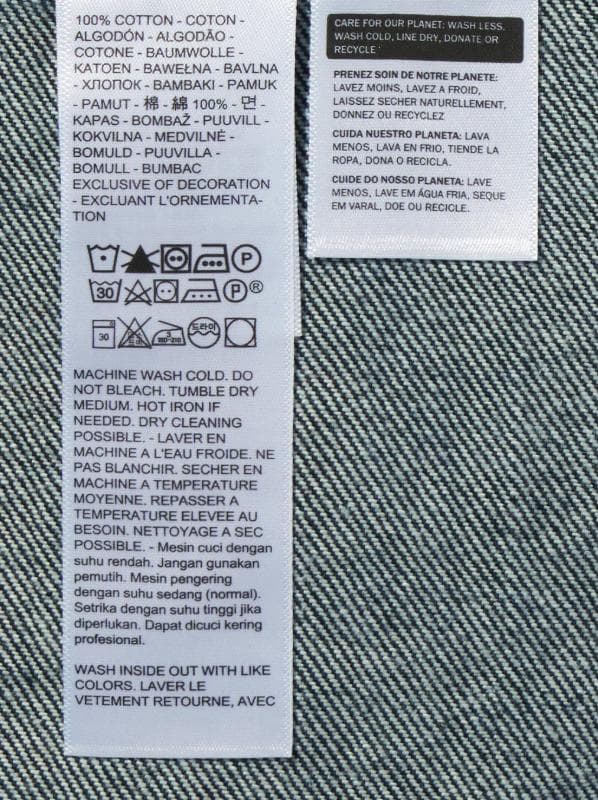 100% COTTON - COTON -
ALGODÓN - ALGODÃO -
COTONE - BAUMWOLLE -
KATOEN - BAWEŁNA - BAVLNA
- ХЛОПОК - BAMBAKI - PAMUK
- PAMUT - 棉 - 綿 100% - 면 -
KAPAS - BOMBAŽ - PUUVILL -
KOKVILNA - MEDVILNĖ -
BOMULD - PUUVILLA -
BOMULL - BUMBAC
EXCLUSIVE OF DECORATION
- EXCLUANT L'ORNEMENTA-
TION
P
30 P ®
30 3 180-210 드라이
MACHINE WASH COLD. DO
NOT BLEACH. TUMBLE DRY
MEDIUM. HOT IRON IF
NEEDED. DRY CLEANING
POSSIBLE. - LAVER EN
MACHINE A L'EAU FROIDE. NE
PAS BLANCHIR. SECHER EN
MACHINE A TEMPERATURE
MOYENNE. REPASSER A
TEMPERATURE ELEVEE AU
BESOIN. NETTOYAGE A SEC
POSSIBLE. - Mesin cuci dengan
suhu rendah. Jangan gunakan
pemutih. Mesin pengering
dengan suhu sedang (normal).
Setrika dengan suhu tinggi jika
diperlukan. Dapat dicuci kering
profesional.
WASH INSIDE OUT WITH LIKE
COLORS. LAVER LE
VETEMENT RETOURNE, AVEC
CARE FOR OUR PLANET: WASH LESS,
WASH COLD, LINE DRY, DONATE OR
RECYCLE
PRENEZ SOIN DE NOTRE PLANETE:
LAVEZ MOINS, LAVEZ A FROID,
LAISSEZ SECHER NATURELLEMENT,
DONNEZ OU RECYCLEZ
CUIDA NUESTRO PLANETA: LAVA
MENOS, LAVA EN FRIO, TIENDE LA
ROPA, DONA O RECICLA.
CUIDE DO NOSSO PLANETA: LAVE
MENOS, LAVE EM ÁGUA FRIA, SEQUE
EM VARAL, DOE OU RECICLE.